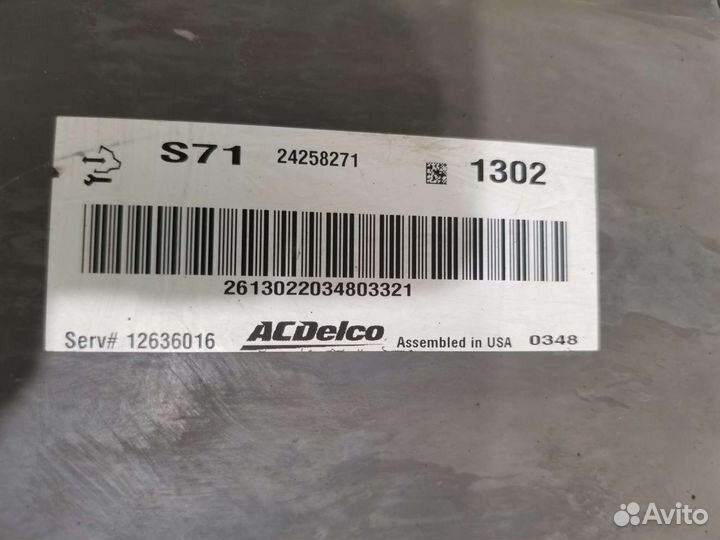 S71 24258271 1302
2613022034803321
Serv# 12636016 ACDelco Assembled in USA 0348
Avito